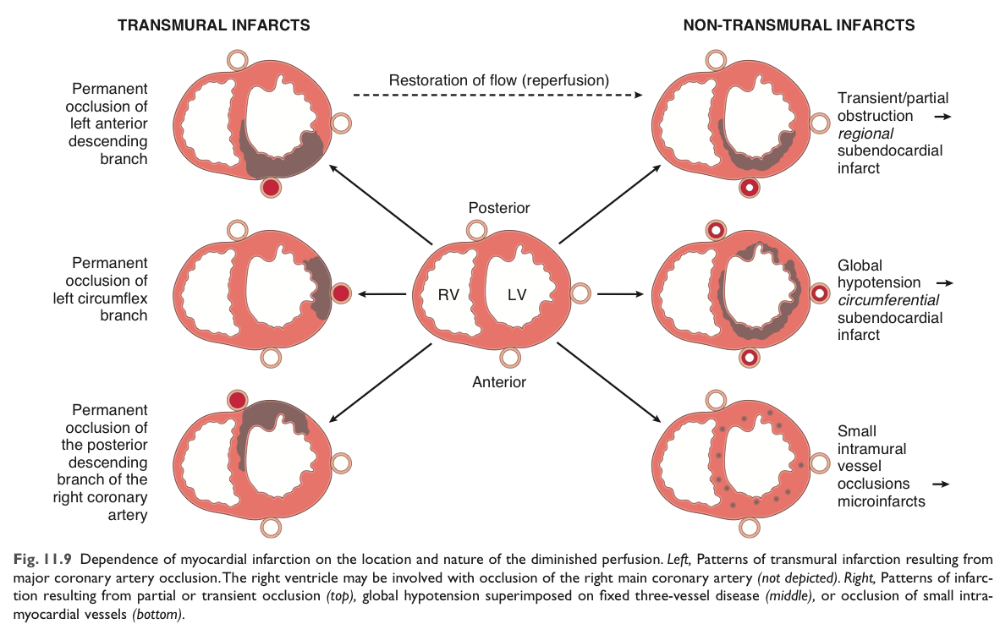 TRANSMURAL INFARCTS
NON-TRANSMURAL INFARCTS
Permanent
occlusion of
left anterior
descending
branch
Restoration of flow (reperfusion)
Transient/partial
obstruction
regional
subendocardial
infarct
Permanent
occlusion of
left circumflex
branch
Posterior
RV
LV
Anterior
Global
hypotension
circumferential
subendocardial
infarct
Permanent
occlusion of
the posterior
descending
branch of the
right coronary
artery
Small
intramural
vessel
occlusions
microinfarcts
Fig. 11.9 Dependence of myocardial infarction on the location and nature of the diminished perfusion. Left, Patterns of transmural infarction resulting from
major coronary artery occlusion. The right ventricle may be involved with occlusion of the right main coronary artery (not depicted). Right, Patterns of infarc-
tion resulting from partial or transient occlusion (top), global hypotension superimposed on fixed three-vessel disease (middle), or occlusion of small intra-
myocardial vessels (bottom).